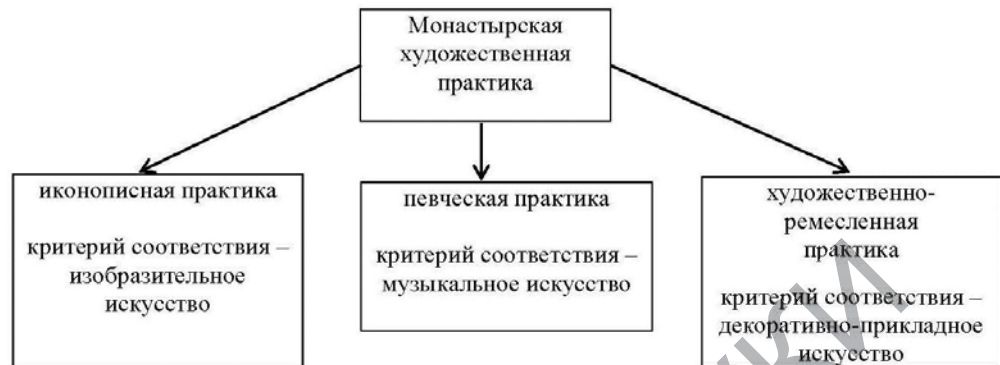 Монастырская
художественная
практика
иконописная практика
критерий соответствия –
изобразительное
искусство
певческая практика
критерий соответствия –
музыкальное искусство
художественно-
ремесленная
практика
критерий соответствия –
декоративно-прикладное
искусство